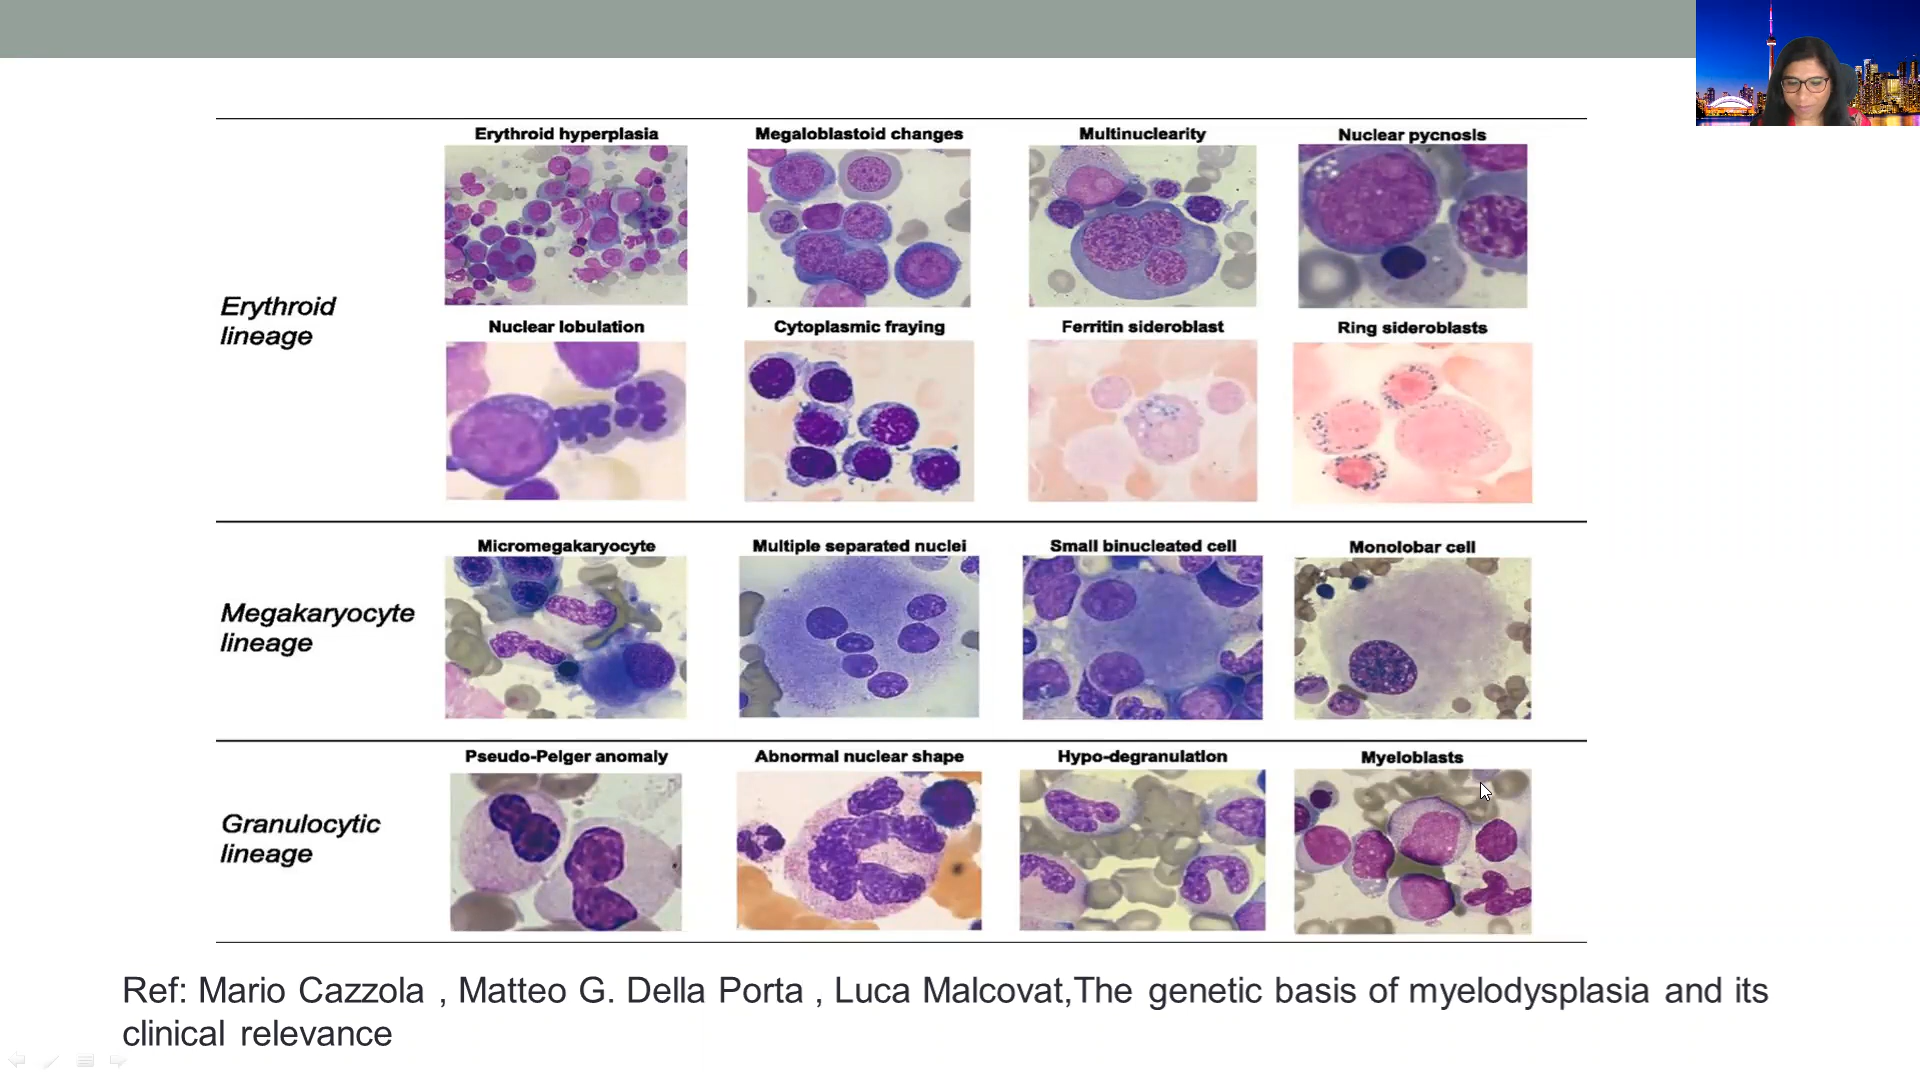 Erythroid hyperplasia Megaloblastoid changes Multinuclearity Nuclear pycnosis
Erythroid
lineage
Nuclear lobulation Cytoplasmic fraying Ferritin sideroblast Ring sideroblasts
Micromegakaryocyte Multiple separated nuclei Small binucleated cell Monolobar cell
Megakaryocyte
lineage
Pseudo-Pelger anomaly Abnormal nuclear shape Hypo-degranulation Myeloblasts
Granulocytic
lineage
Ref: Mario Cazzola , Matteo G. Della Porta , Luca Malcovat,The genetic basis of myelodysplasia and its
clinical relevance